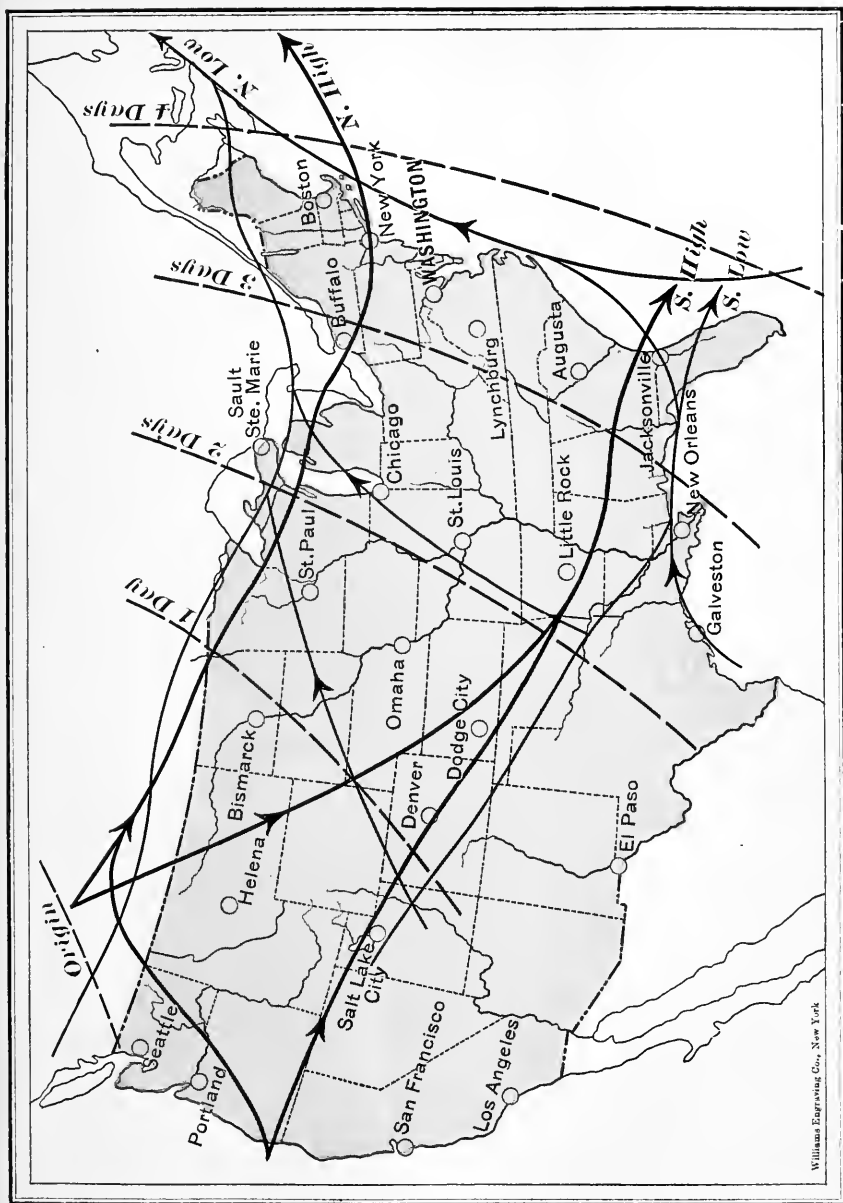 Origin
1 Day
2 Days
3 Days
4 Days
N. Low
N. High
S. High
S. Low
Seattle
Portland
Helena
Bismarck
St. Paul
Sault
Ste. Marie
Buffalo
Boston
New York
WASHINGTON
Salt Lake
City
San Francisco
Los Angeles
Denver
Dodge City
Omaha
Chicago
St. Louis
Lynchburg
Augusta
Little Rock
El Paso
Galveston
New Orleans
Jacksonville
Williams Engraving Co., New York